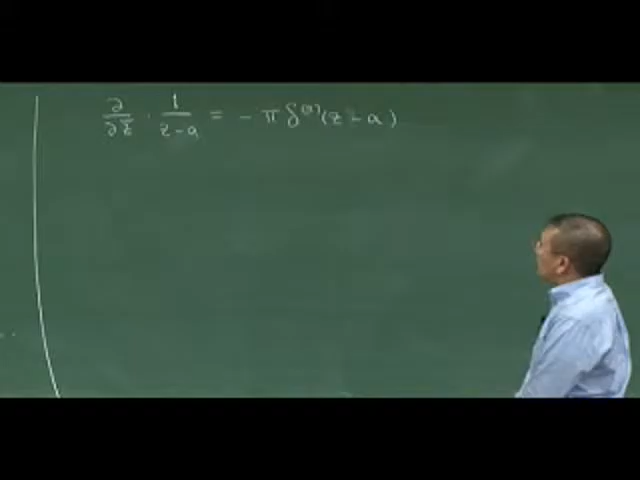 ∂/∂z̄ · 1/(z-a) = - π δ⁽²⁾(z-a)